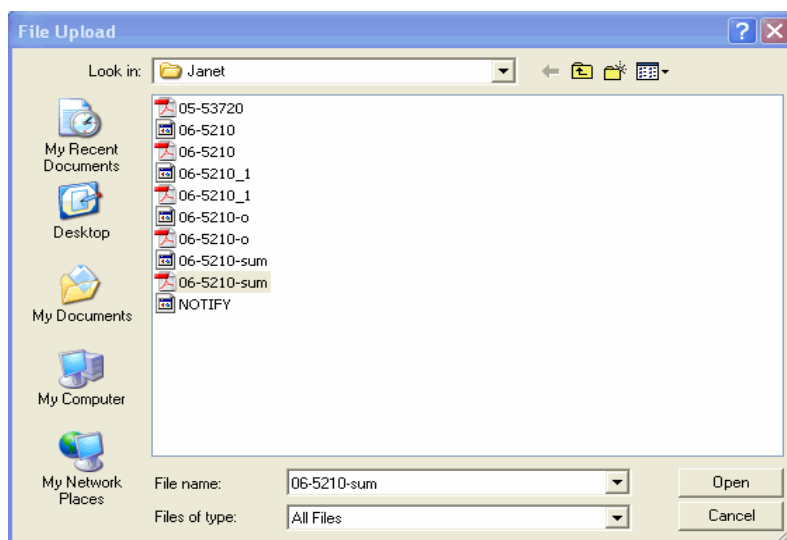 File Upload
Look in: Janet
05-53720
06-5210
06-5210
06-5210_1
06-5210_1
06-5210-o
06-5210-o
06-5210-sum
06-5210-sum
NOTIFY
My Recent
Documents
Desktop
My Documents
My Computer
My Network
Places
File name: 06-5210-sum Open
Files of type: All Files Cancel